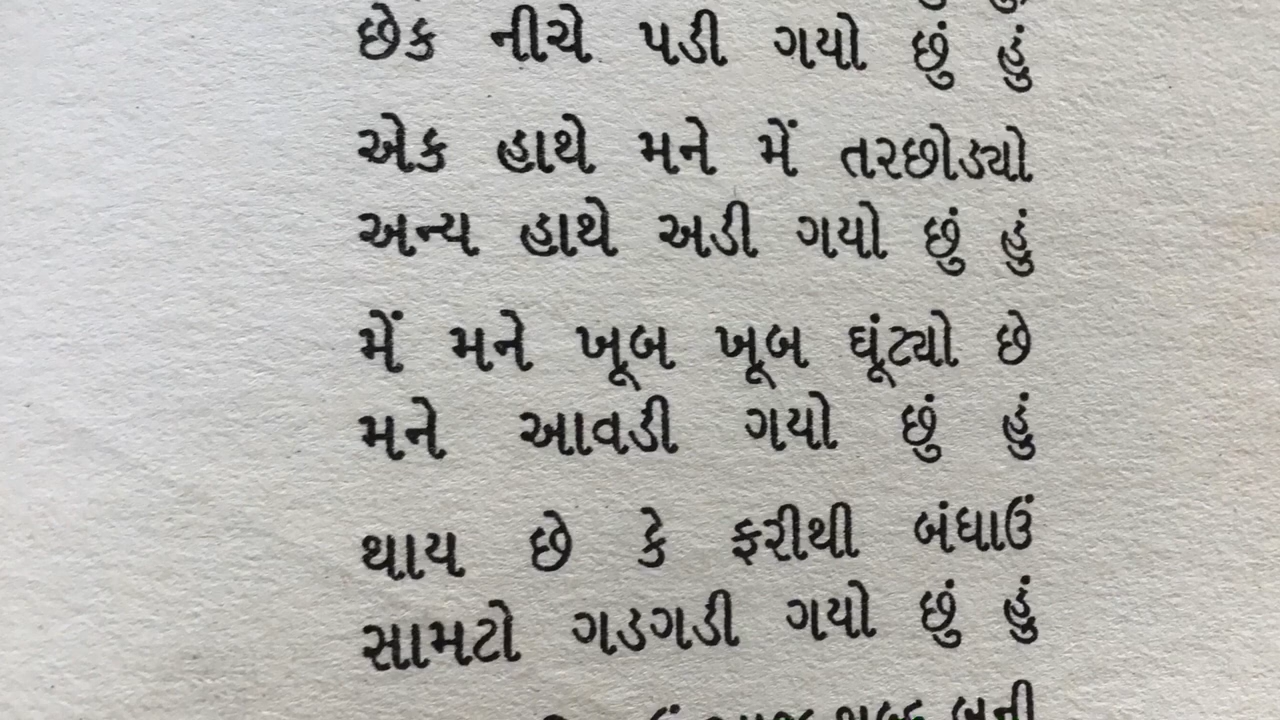 છેક નીચે પડી ગયો છું હું
એક હાથે મને મેં તરછોડ્યો
અન્ય હાથે અડી ગયો છું હું
મેં મને ખૂબ ખૂબ ઘૂંટ્યો છે
મને આવડી ગયો છું હું
થાય છે કે ફરીથી બંધાઉં
સામટો ગડગડી ગયો છું હું